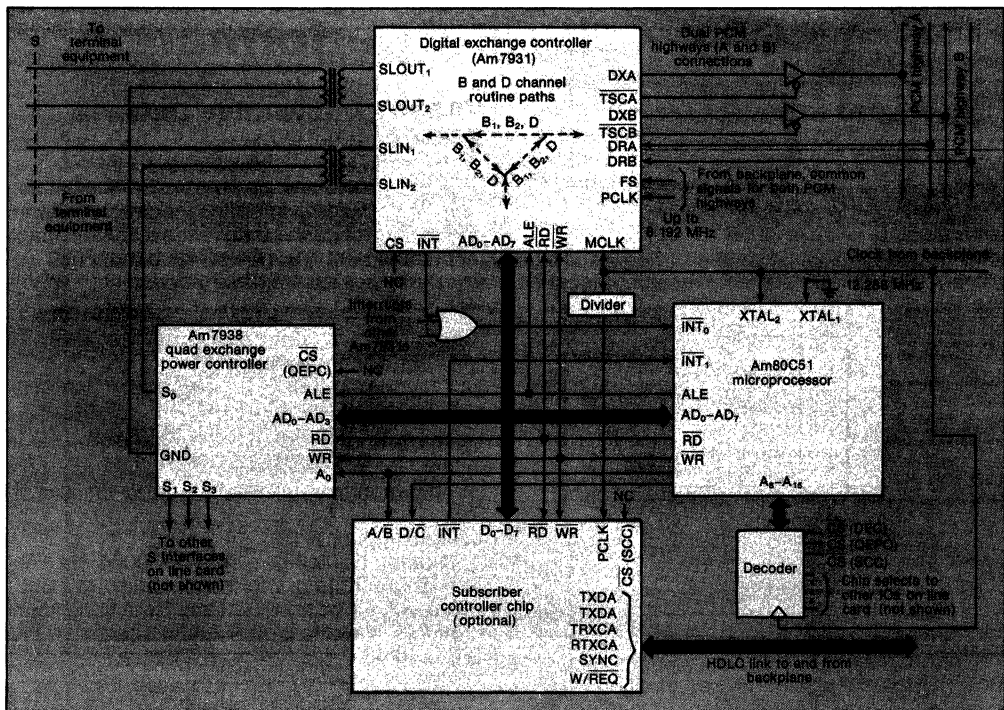 S
To
terminal
equipment
From
terminal
equipment
Digital exchange controller
(Am7931)
B and D channel
routine paths
B₁, B₂, D
B₁, B₂, D
B₁, B₂, D
SLOUT₁
SLOUT₂
SLIN₁
SLIN₂
DXA
TSCA
DXB
TSCB
DRA
DRB
FS
PCLK
CS
INT
AD₀–AD₇
ALE
RD
WR
MCLK
Dual PCM
highways (A and B)
connections
PCM highway A
PCM highway B
From backplane, common
signals for both PCM
highways
Up to
8.192 MHz
Clock from backplane
12.288 MHz
NC
Interrupts
from
other
Divider
Am7938
quad exchange
power controller
CS
(QEPC)
NC
S₀
ALE
AD₀–AD₃
RD
WR
A₀
GND
S₁ S₂ S₃
To other
S interfaces
on line card
(not shown)
XTAL₂ XTAL₁
INT₀
INT₁
Am80C51
microprocessor
ALE
AD₀–AD₇
RD
WR
A₈–A₁₅
NC
A/B D/C INT D₀–D₇ RD WR PCLK CS (SCC)
Subscriber
controller chip
(optional)
TXDA
TXDA
TRXCA
RTXCA
SYNC
W/REQ
Decoder
CS (DEC)
CS (QEPC)
CS (SCC)
Chip selects to
other ICs on line
card (not shown)
HDLC link to and from
backplane